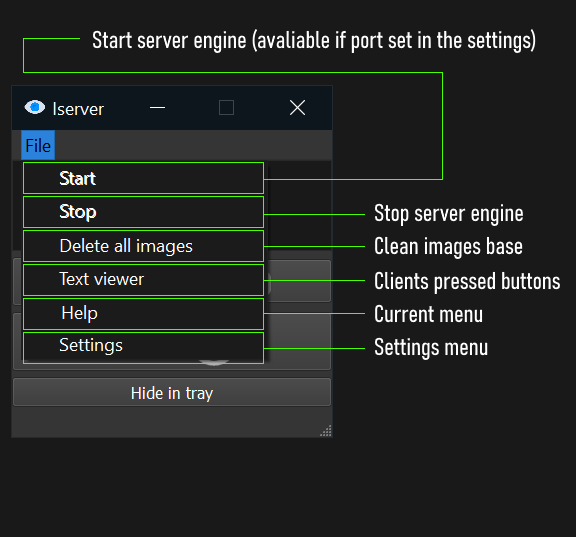 Start server engine (avaliable if port set in the settings)
Iserver
File
Start
Stop
Stop server engine
Delete all images
Clean images base
Text viewer
Clients pressed buttons
Help
Current menu
Settings
Settings menu
Hide in tray